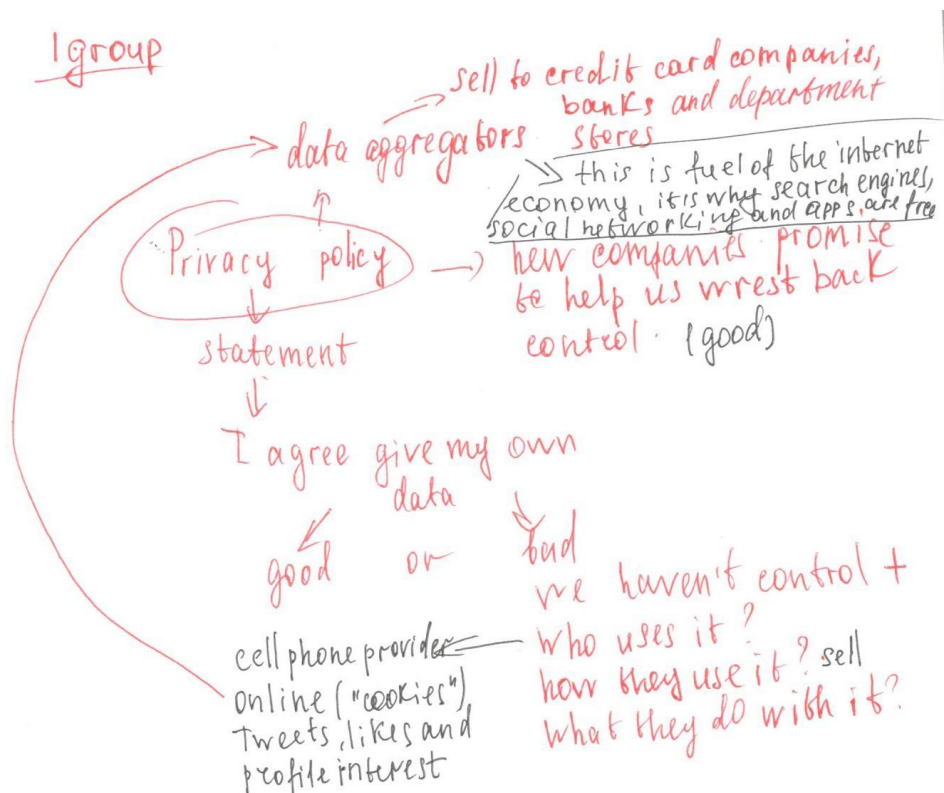 1 group
sell to credit card companies,
banks and department
data aggregators stores
this is fuel of the internet
economy, it is why search engines,
social networking and apps, are free
Privacy policy
new companies promise
to help us wrest back
control. (good)
statement
I agree give my own
data
good or bad
we haven't control +
who uses it?
how they use it? sell
what they do with it?
cell phone provider
online ("cookies")
Tweets, likes and
profile interest